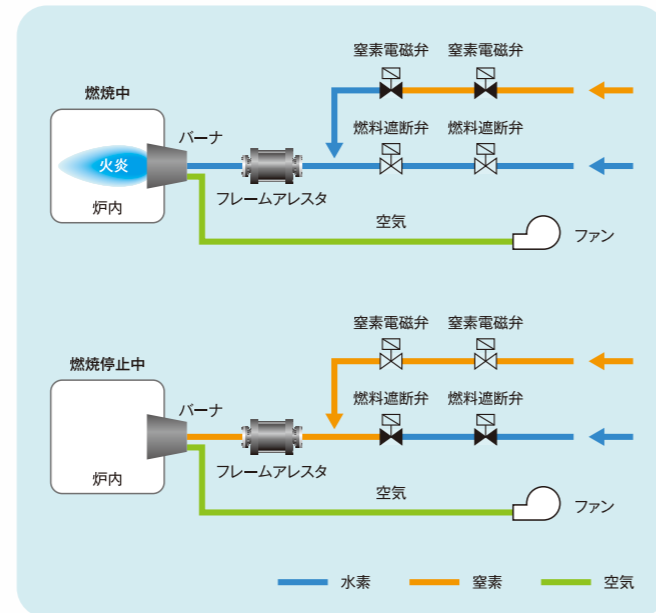 窒素電磁弁 窒素電磁弁
燃焼中
バーナ
燃料遮断弁 燃料遮断弁
火炎
フレームアレスタ
炉内
空気
ファン
窒素電磁弁 窒素電磁弁
燃焼停止中
バーナ
燃料遮断弁 燃料遮断弁
フレームアレスタ
炉内
空気
ファン
水素 窒素 空気